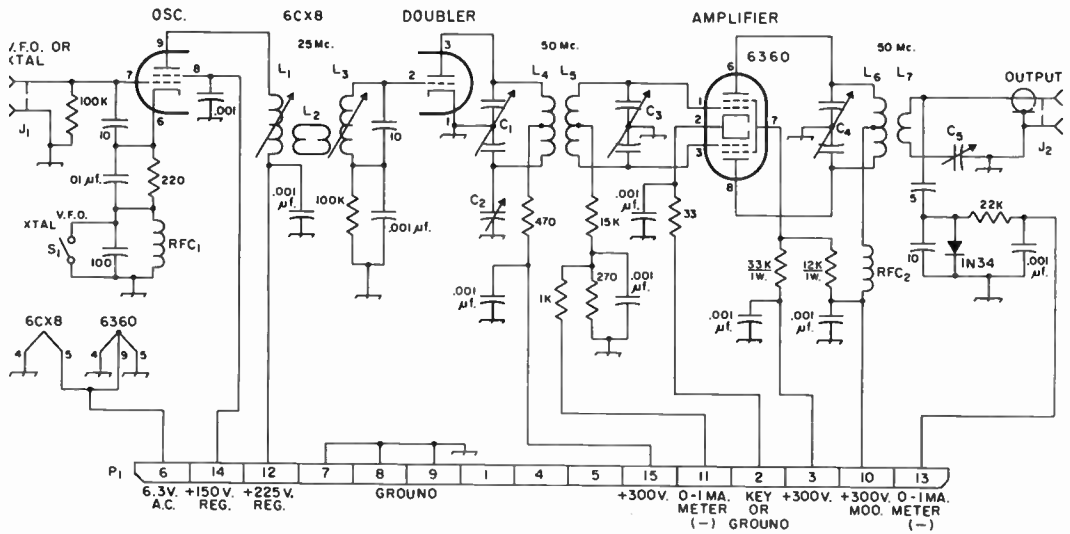 OSC.
6CX8
DOUBLER
AMPLIFIER
25 Mc.
50 Mc.
6360
50 Mc.
V.F.O. OR
XTAL
9
7
8
6
100K
10
.001
J1
01 µf.
220
V.F.O.
XTAL
S1
100
RFC1
L1
L2
L3
.001
µf.
100K
10
.001 µf.
3
2
1
C1
C2
L4
L5
470
.001
µf.
C3
15K
1K
270
.001
µf.
.001
µf.
33
6
1
2
3
7
8
C4
L6
L7
33K
1W.
12K
1W.
.001
µf.
.001
µf.
RFC2
OUTPUT
J2
C5
5
10
22K
1N34
.001
µf.
6CX8
6360
4
5
4
9
5
P1
6
14
12
7
8
9
1
4
5
15
11
2
3
10
13
6.3V.
A.C.
+150 V.
REG.
+225 V.
REG.
GROUND
+300V.
0-1MA.
METER
(−)
KEY
OR
GROUND
+300V.
+300V.
MOD.
0-1MA.
METER
(−)